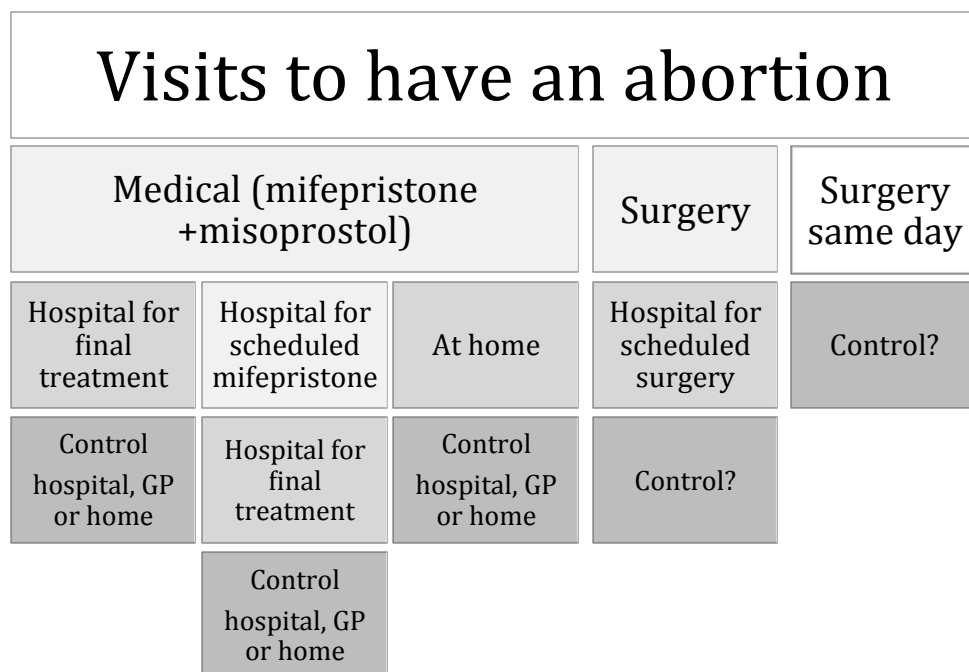 Visits to have an abortion
Medical (mifepristone
+misoprostol)
Surgery
Surgery
same day
Hospital for
final
treatment
Hospital for
scheduled
mifepristone
At home
Hospital for
scheduled
surgery
Control?
Control
hospital, GP
or home
Hospital for
final
treatment
Control
hospital, GP
or home
Control?
Control
hospital, GP
or home